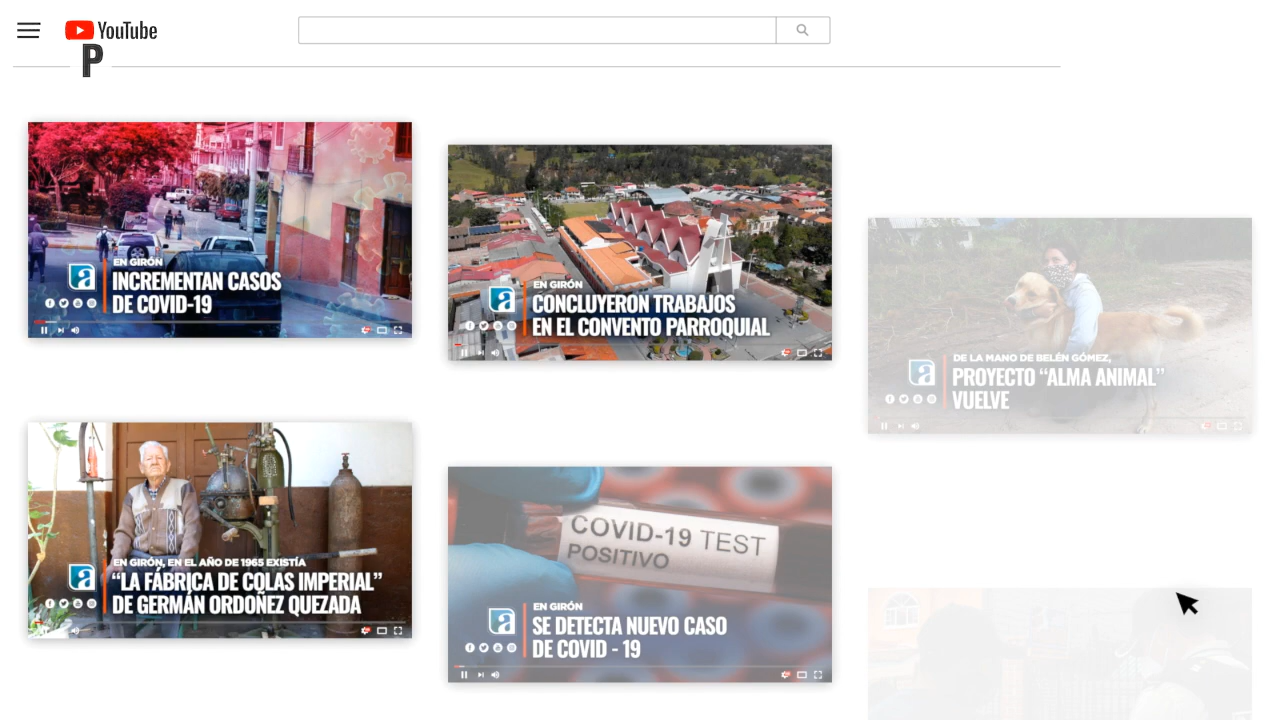 YouTube
P
EN GIRÓN
INCREMENTAN CASOS
DE COVID-19
EN GIRÓN
CONCLUYERON TRABAJOS
EN EL CONVENTO PARROQUIAL
DE LA MANO DE BELÉN GÓMEZ,
PROYECTO “ALMA ANIMAL”
VUELVE
EN GIRÓN, EN EL AÑO DE 1965 EXISTÍA
“LA FÁBRICA DE COLAS IMPERIAL”
DE GERMÁN ORDOÑEZ QUEZADA
COVID-19 TEST
POSITIVO
EN GIRÓN
SE DETECTA NUEVO CASO
DE COVID - 19